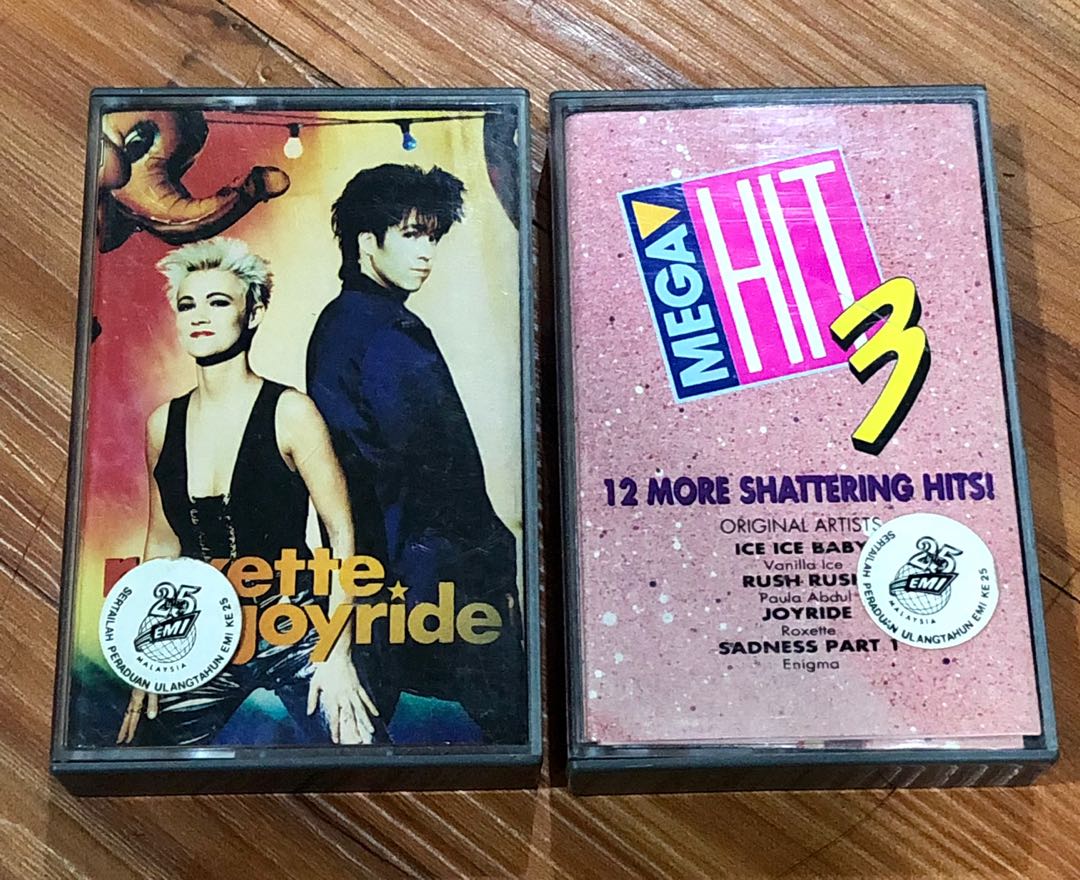 roxette
joyride
25
EMI
MALAYSIA
SERTAILAH PERADUAN ULANGTAHUN EMI KE 25
MEGA HIT
3
12 MORE SHATTERING HITS!
ORIGINAL ARTISTS
ICE ICE BABY
Vanilla Ice
RUSH RUSH
Paula Abdul
JOYRIDE
Roxette
SADNESS PART 1
Enigma
25
EMI
MALAYSIA
SERTAILAH PERADUAN ULANGTAHUN EMI KE 25